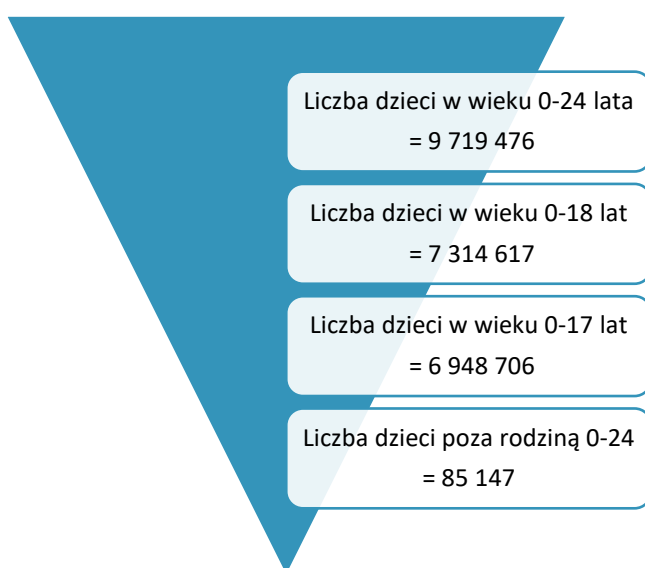 Liczba dzieci w wieku 0-24 lata
= 9 719 476
Liczba dzieci w wieku 0-18 lat
= 7 314 617
Liczba dzieci w wieku 0-17 lat
= 6 948 706
Liczba dzieci poza rodziną 0-24
= 85 147